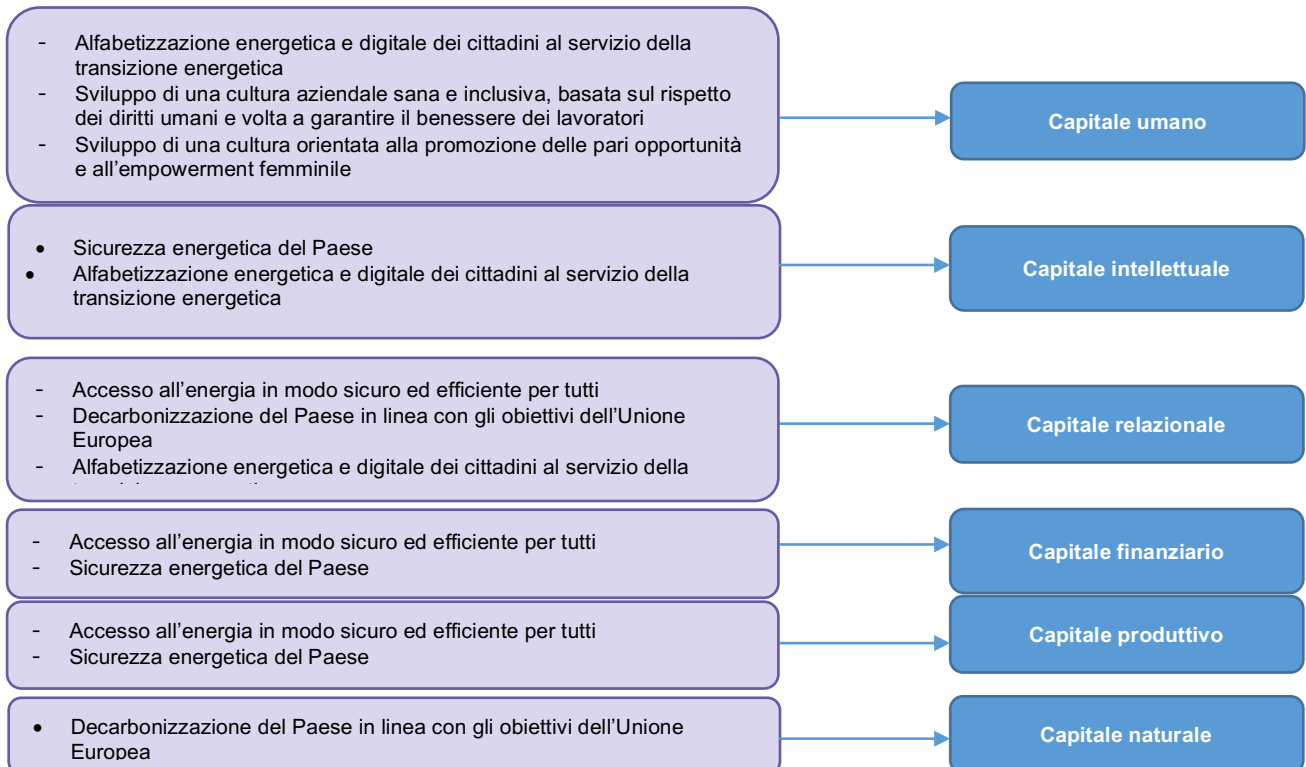 - Alfabetizzazione energetica e digitale dei cittadini al servizio della
transizione energetica
- Sviluppo di una cultura aziendale sana e inclusiva, basata sul rispetto
dei diritti umani e volta a garantire il benessere dei lavoratori
- Sviluppo di una cultura orientata alla promozione delle pari opportunità
e all’empowerment femminile
Capitale umano
• Sicurezza energetica del Paese
• Alfabetizzazione energetica e digitale dei cittadini al servizio della
transizione energetica
Capitale intellettuale
- Accesso all’energia in modo sicuro ed efficiente per tutti
- Decarbonizzazione del Paese in linea con gli obiettivi dell’Unione
Europea
- Alfabetizzazione energetica e digitale dei cittadini al servizio della
Capitale relazionale
- Accesso all’energia in modo sicuro ed efficiente per tutti
- Sicurezza energetica del Paese
Capitale finanziario
- Accesso all’energia in modo sicuro ed efficiente per tutti
- Sicurezza energetica del Paese
Capitale produttivo
• Decarbonizzazione del Paese in linea con gli obiettivi dell’Unione
Europea
Capitale naturale